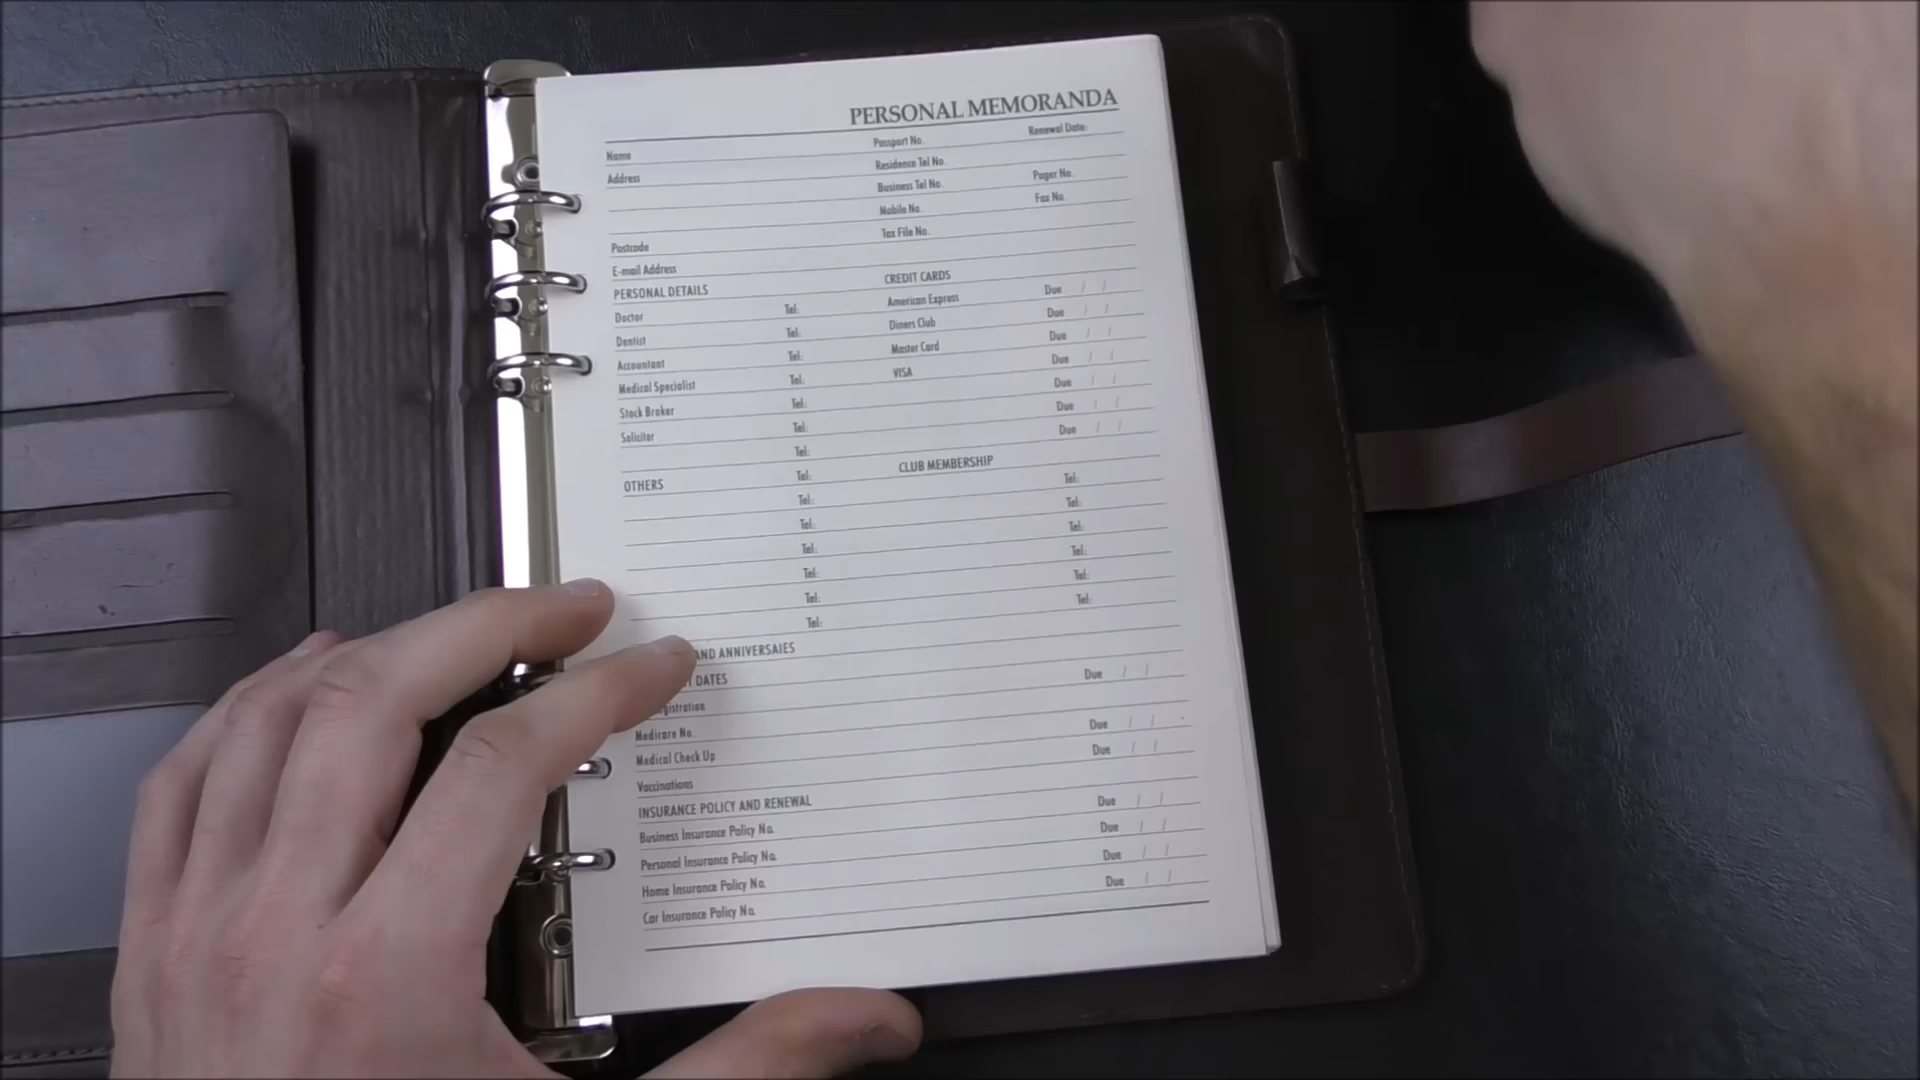 PERSONAL MEMORANDA
Name Passport No. Renewal Date:
Address Residence Tel No.
Business Tel No. Pager No.
Mobile No. Fax No.
Postcode Tax File No.
E-mail Address
PERSONAL DETAILS CREDIT CARDS
Doctor Tel: American Express Due / /
Dentist Tel: Diners Club Due / /
Accountant Tel: Master Card Due / /
Medical Specialist Tel: VISA Due / /
Stock Broker Tel: Due / /
Solicitor Tel: Due / /
Tel: Due / /
OTHERS Tel: CLUB MEMBERSHIP
Tel: Tel:
Tel: Tel:
Tel: Tel:
Tel: Tel:
Tel: Tel:
Tel: Tel:
AND ANNIVERSAIES
DATES
Due / /
Medicare No.
Medical Check Up Due / /
Vaccinations Due / /
INSURANCE POLICY AND RENEWAL
Business Insurance Policy No. Due / /
Personal Insurance Policy No. Due / /
Home Insurance Policy No. Due / /
Car Insurance Policy No. Due / /